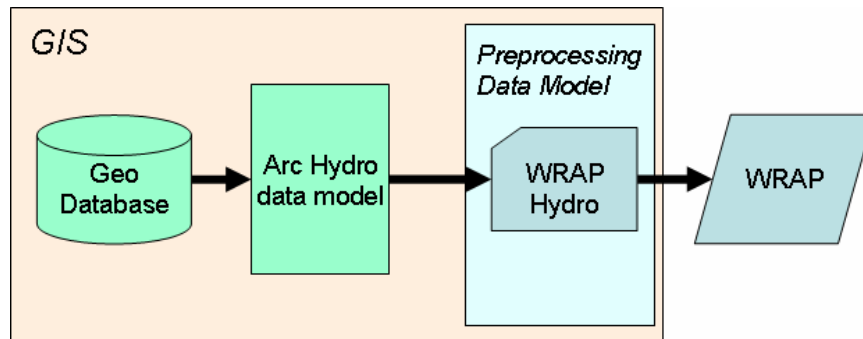 GIS
Preprocessing
Data Model
Geo
Database
Arc Hydro
data model
WRAP
Hydro
WRAP